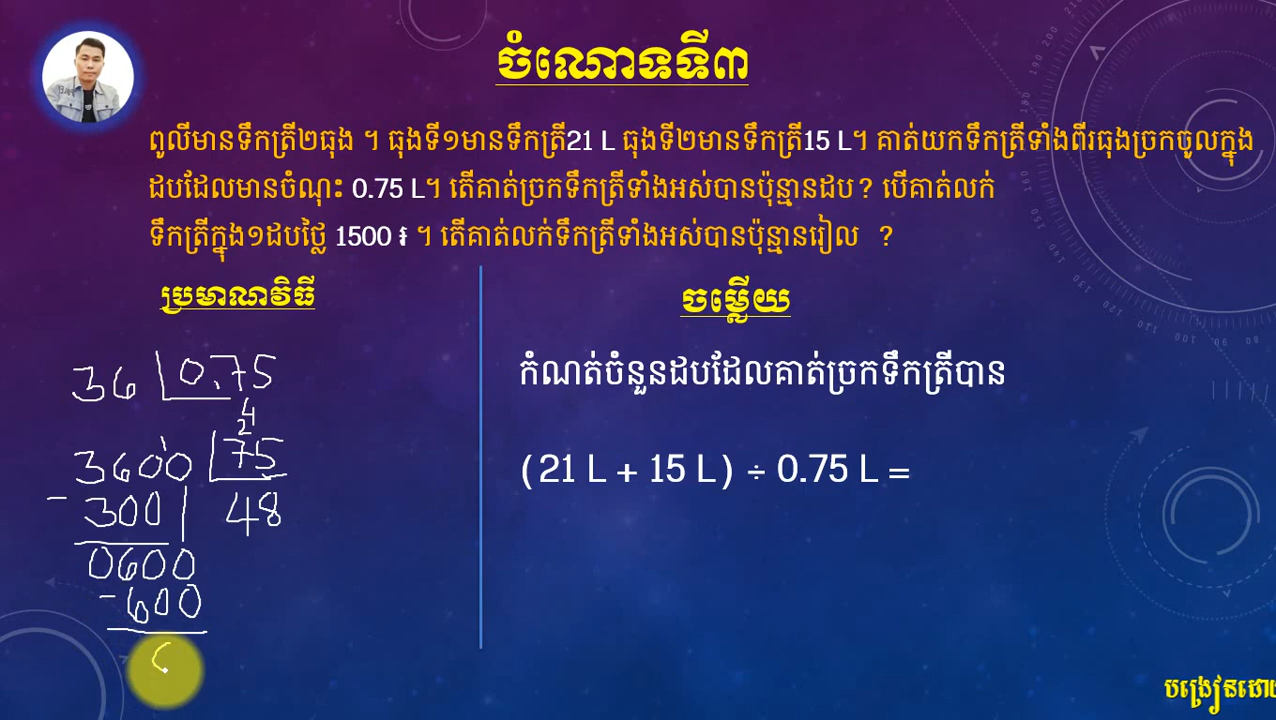 ចំណោទទី៣
ពូលីមានទឹកត្រី២ធុង ។ ធុងទី១មានទឹកត្រី21 L ធុងទី២មានទឹកត្រី15 L។ គាត់យកទឹកត្រីទាំងពីរធុងច្រកចូលក្នុង
ដបដែលមានចំណុះ 0.75 L។ តើគាត់ច្រកទឹកត្រីទាំងអស់បានប៉ុន្មានដប? បើគាត់លក់
ទឹកត្រីក្នុង១ដបថ្លៃ 1500 ៛ ។ តើគាត់លក់ទឹកត្រីទាំងអស់បានប៉ុន្មានរៀល ?
ប្រមាណវិធី
36 0.75
4
2
3600 75
- 300 48
0600
- 600
ចម្លើយ
កំណត់ចំនួនដបដែលគាត់ច្រកទឹកត្រីបាន
(21 L + 15 L) ÷ 0.75 L =
បង្រៀនដោយ